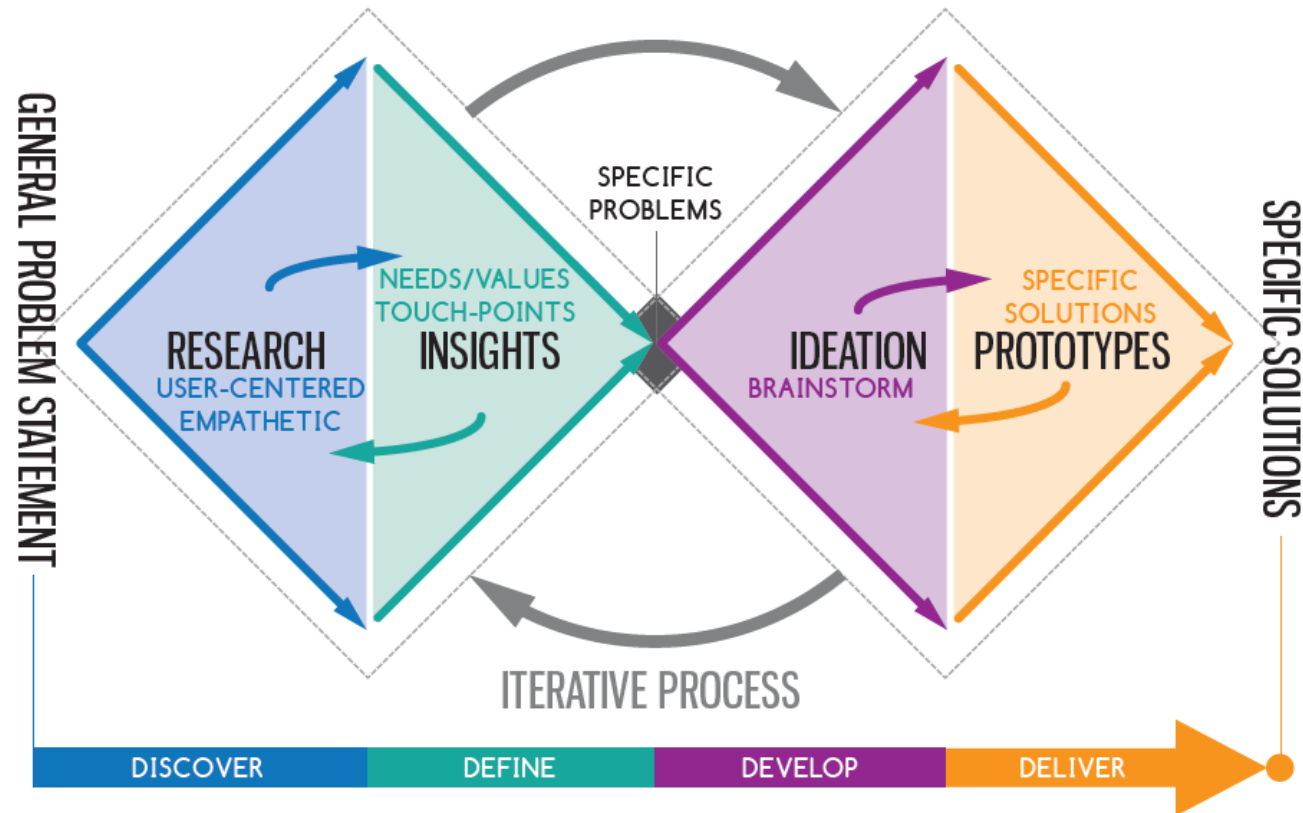 GENERAL PROBLEM STATEMENT
SPECIFIC
PROBLEMS
RESEARCH
USER-CENTERED
EMPATHETIC
NEEDS/VALUES
TOUCH-POINTS
INSIGHTS
IDEATION
BRAINSTORM
SPECIFIC
SOLUTIONS
PROTOTYPES
SPECIFIC SOLUTIONS
ITERATIVE PROCESS
DISCOVER
DEFINE
DEVELOP
DELIVER